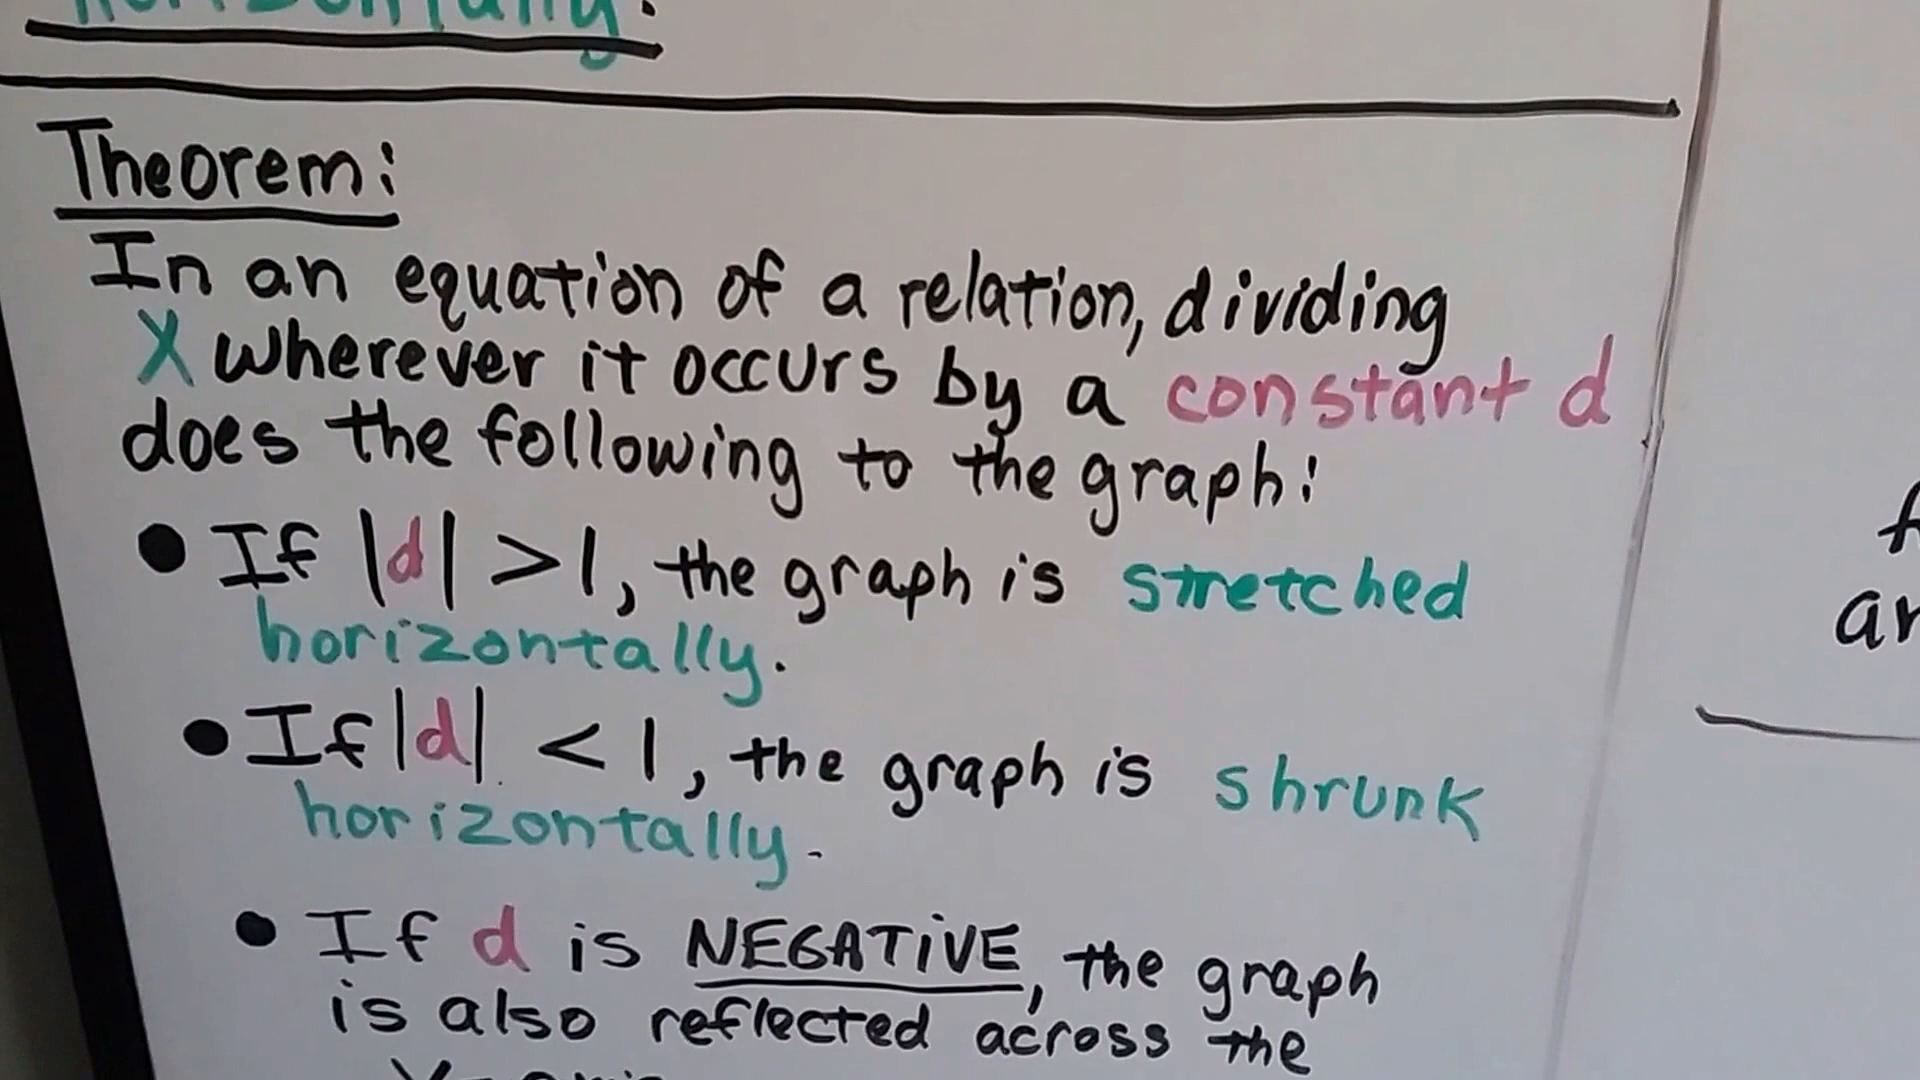 horizontally.
Theorem:
In an equation of a relation, dividing
X wherever it occurs by a constant d
does the following to the graph:
• If |d| > 1, the graph is stretched
horizontally.
• If |d| < 1, the graph is shrunk
horizontally.
• If d is NEGATIVE, the graph
is also reflected across the